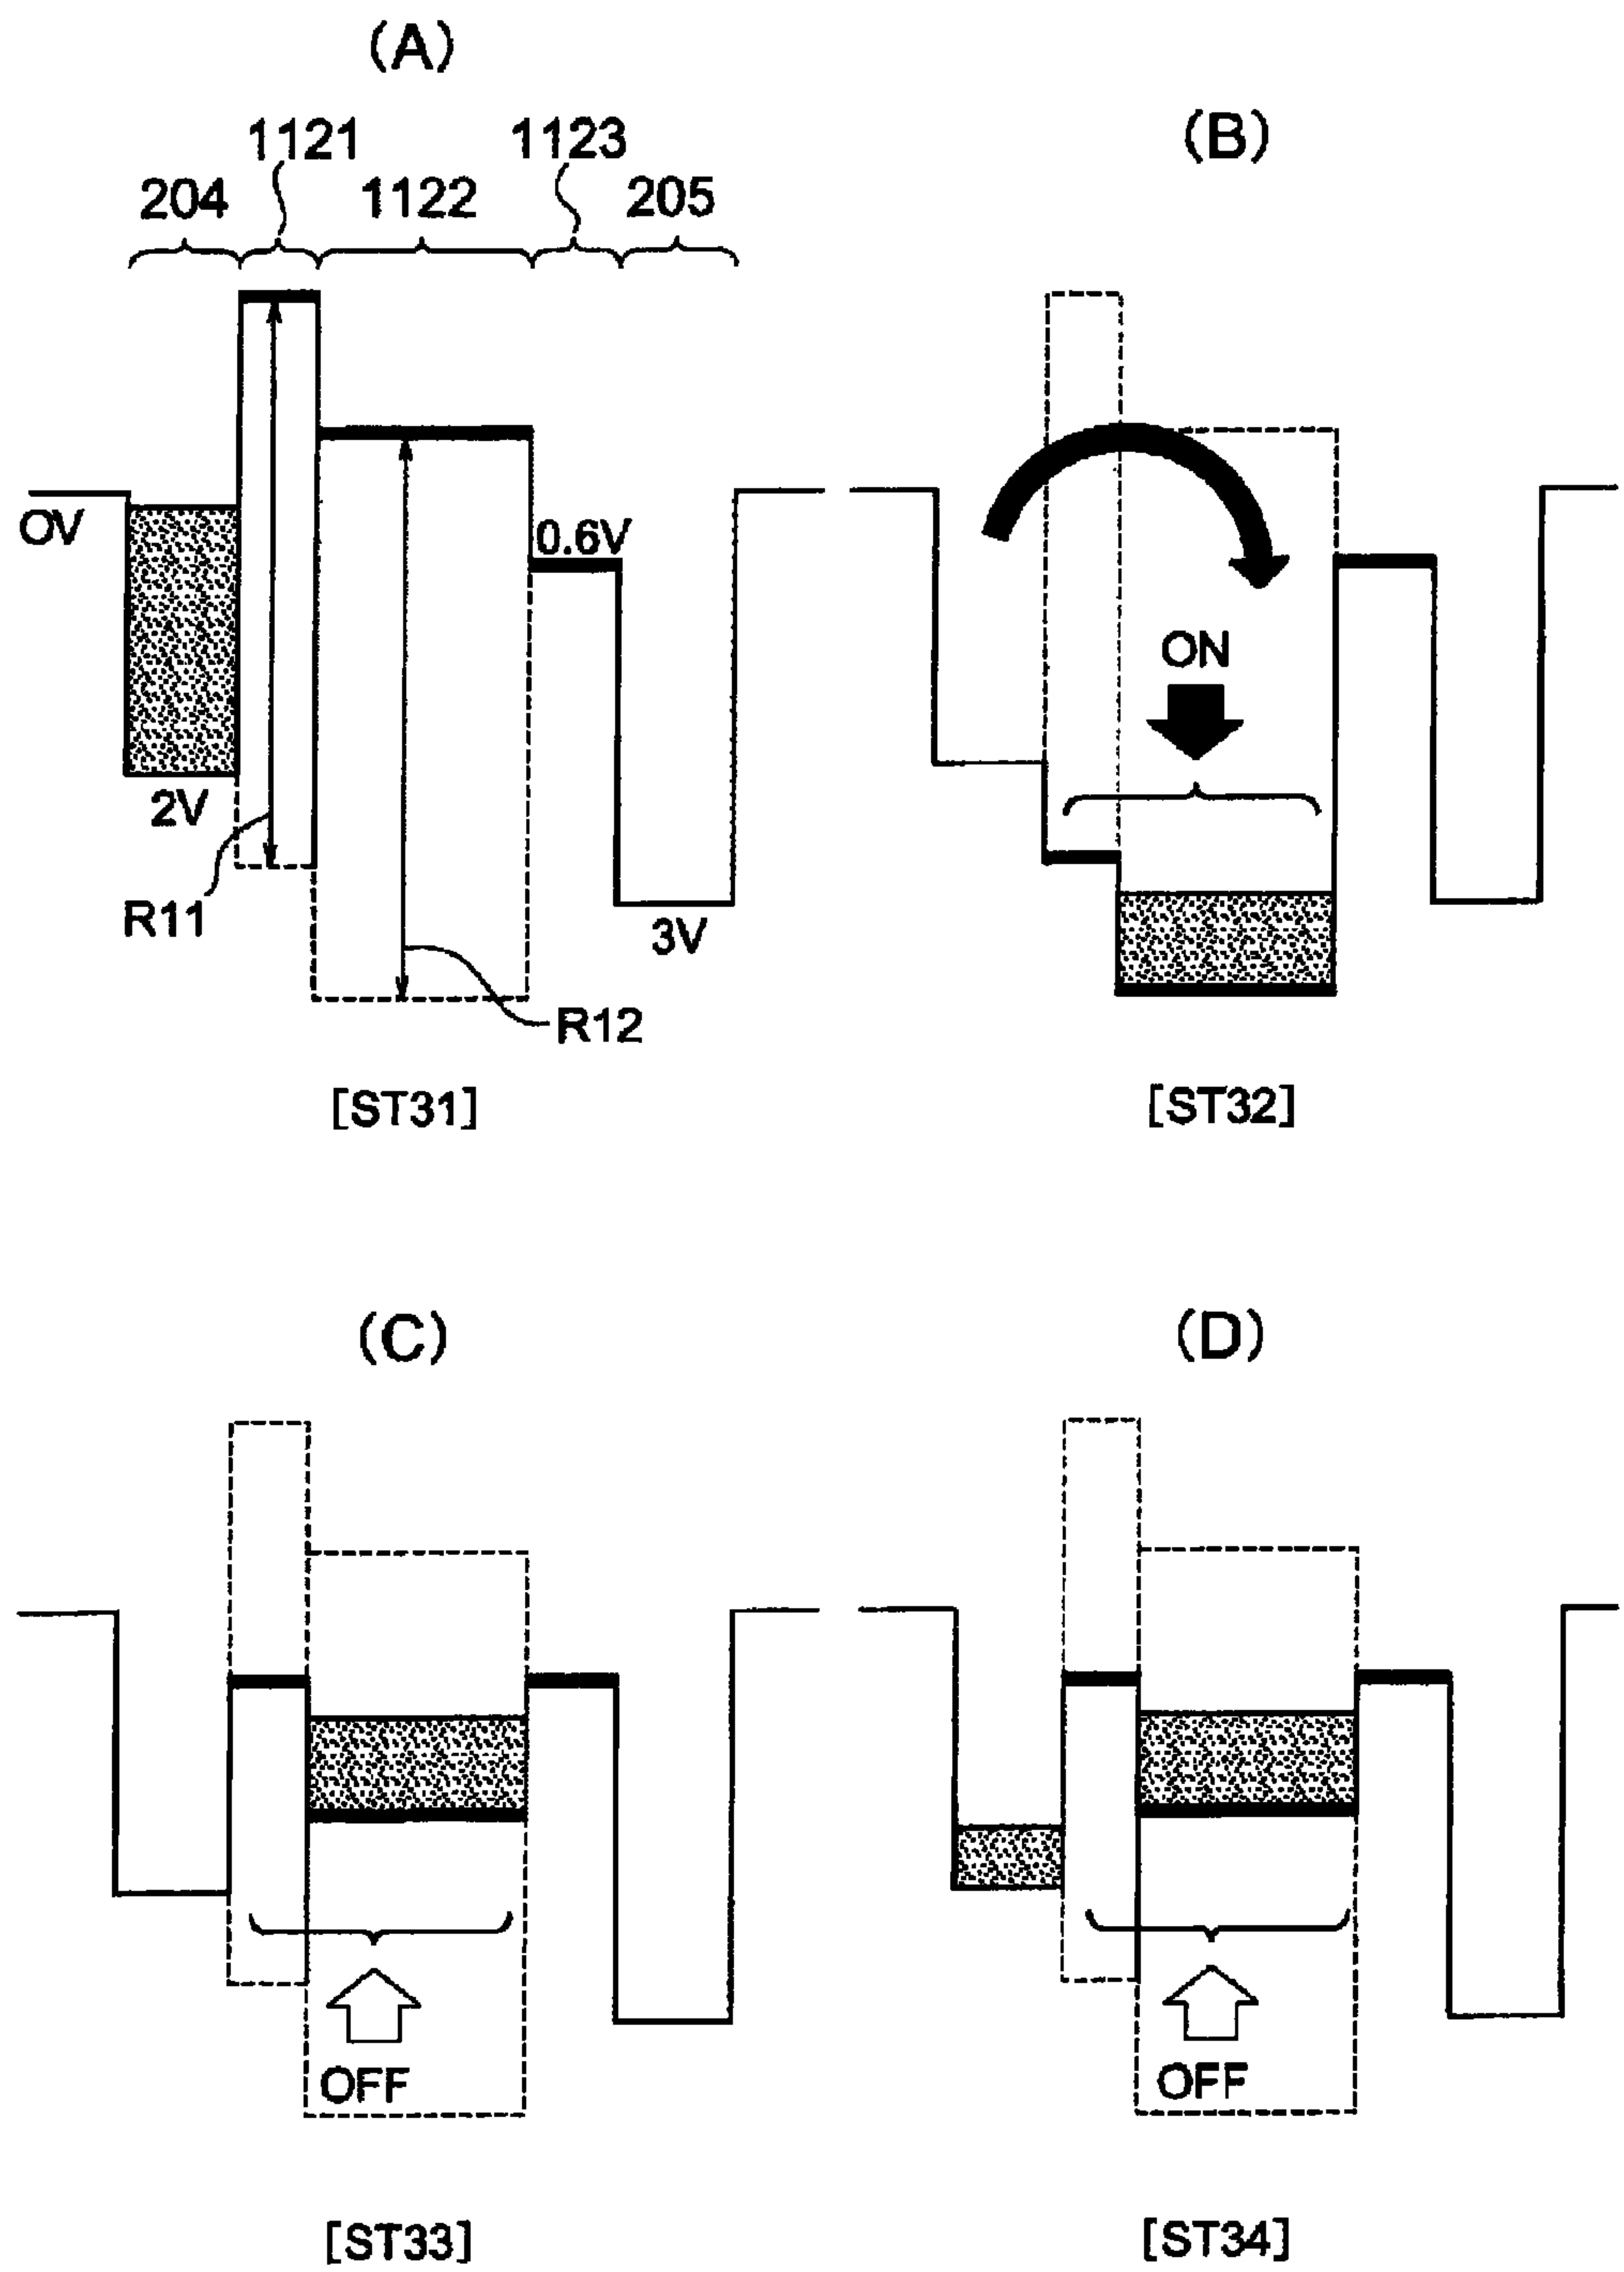 (A)
1121
1123
(B)
204
1122
205
0V
0.6V
ON
2V
R11
3V
R12
[ST31]
[ST32]
(C)
(D)
OFF
OFF
[ST33]
[ST34]